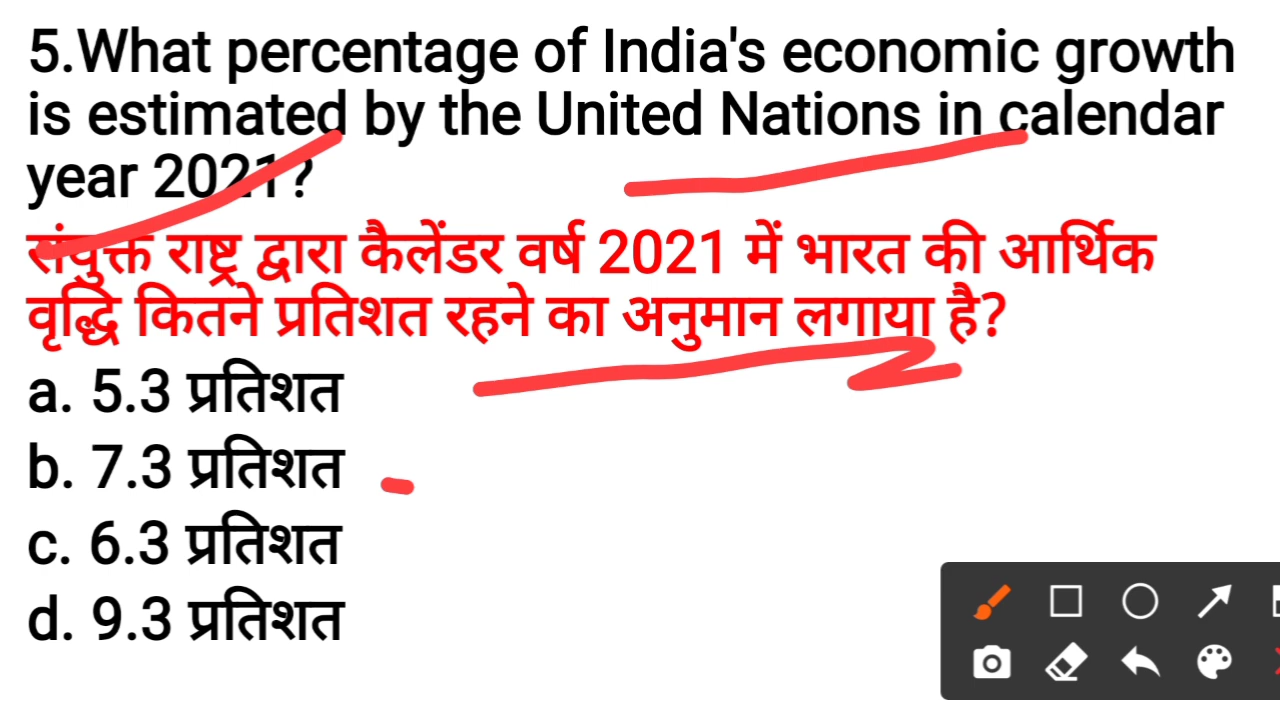 5.What percentage of India's economic growth
is estimated by the United Nations in calendar
year 2021?
संयुक्त राष्ट्र द्वारा कैलेंडर वर्ष 2021 में भारत की आर्थिक
वृद्धि कितने प्रतिशत रहने का अनुमान लगाया है?
a. 5.3 प्रतिशत
b. 7.3 प्रतिशत
c. 6.3 प्रतिशत
d. 9.3 प्रतिशत